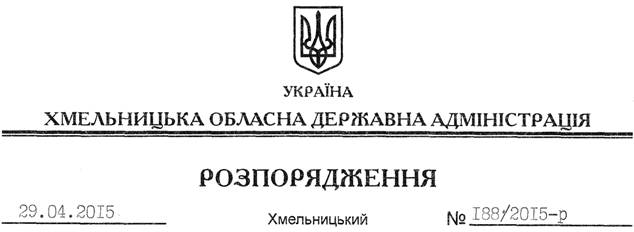 УКРАЇНА
ХМЕЛЬНИЦЬКА ОБЛАСНА ДЕРЖАВНА АДМІНІСТРАЦІЯ
РОЗПОРЯДЖЕННЯ
29.04.2015 Хмельницький № 188/2015-р